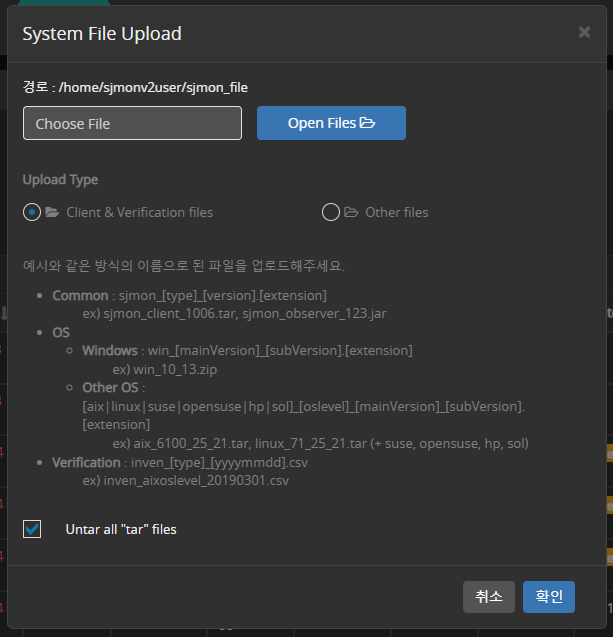 System File Upload
×
경로 : /home/sjmonv2user/sjmon_file
Choose File
Open Files
Upload Type
Client & Verification files
Other files
예시와 같은 방식의 이름으로 된 파일을 업로드해주세요.
• Common : sjmon_[type]_[version].[extension]
ex) sjmon_client_1006.tar, sjmon_observer_123.jar
• OS
◦ Windows : win_[mainVersion]_[subVersion].[extension]
ex) win_10_13.zip
◦ Other OS :
[aix|linux|suse|opensuse|hp|sol]_[oslevel]_[mainVersion]_[subVersion].
[extension]
ex) aix_6100_25_21.tar, linux_71_25_21.tar (+ suse, opensuse, hp, sol)
• Verification : inven_[type]_[yyyymmdd].csv
ex) inven_aixoslevel_20190301.csv
Untar all "tar" files
취소
확인